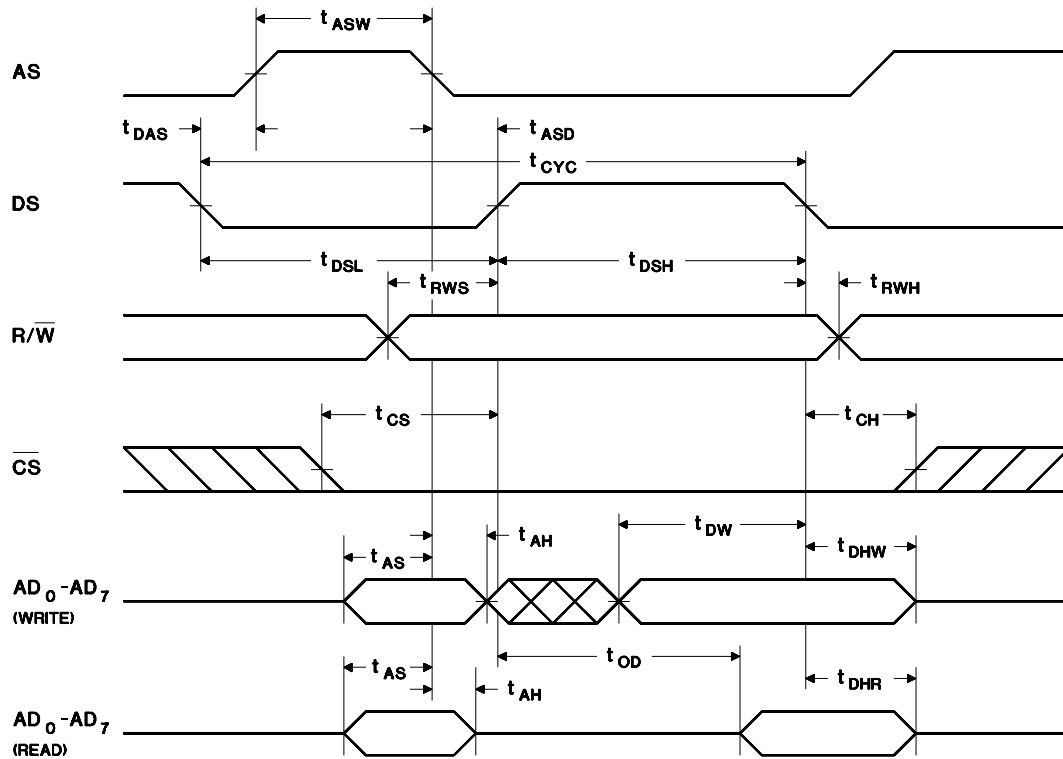 t ASW
AS
t DAS
t ASD
t CYC
DS
t DSL
t DSH
t RWS
t RWH
R/W̅
t CS
t CH
C̅S̅
t DW
t AH
t DHW
t AS
AD 0 -AD 7
(WRITE)
t OD
t AS
t DHR
t AH
AD 0 -AD 7
(READ)